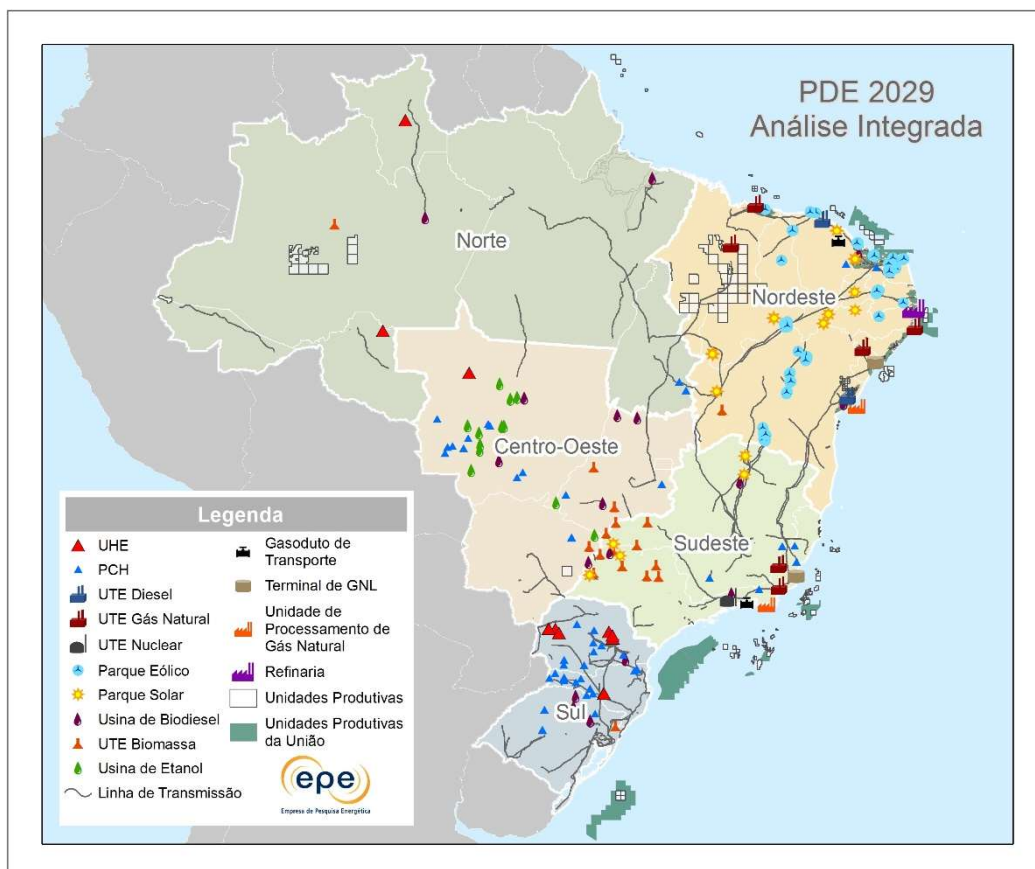 PDE 2029
Análise Integrada
Norte
Nordeste
Centro-Oeste
Sudeste
Sul
Legenda
UHE
PCH
UTE Diesel
UTE Gás Natural
UTE Nuclear
Parque Eólico
Parque Solar
Usina de Biodiesel
UTE Biomassa
Usina de Etanol
Linha de Transmissão
Gasoduto de
Transporte
Terminal de GNL
Unidade de
Processamento de
Gás Natural
Refinaria
Unidades Produtivas
Unidades Produtivas
da União
epe
Empresa de Pesquisa Energética